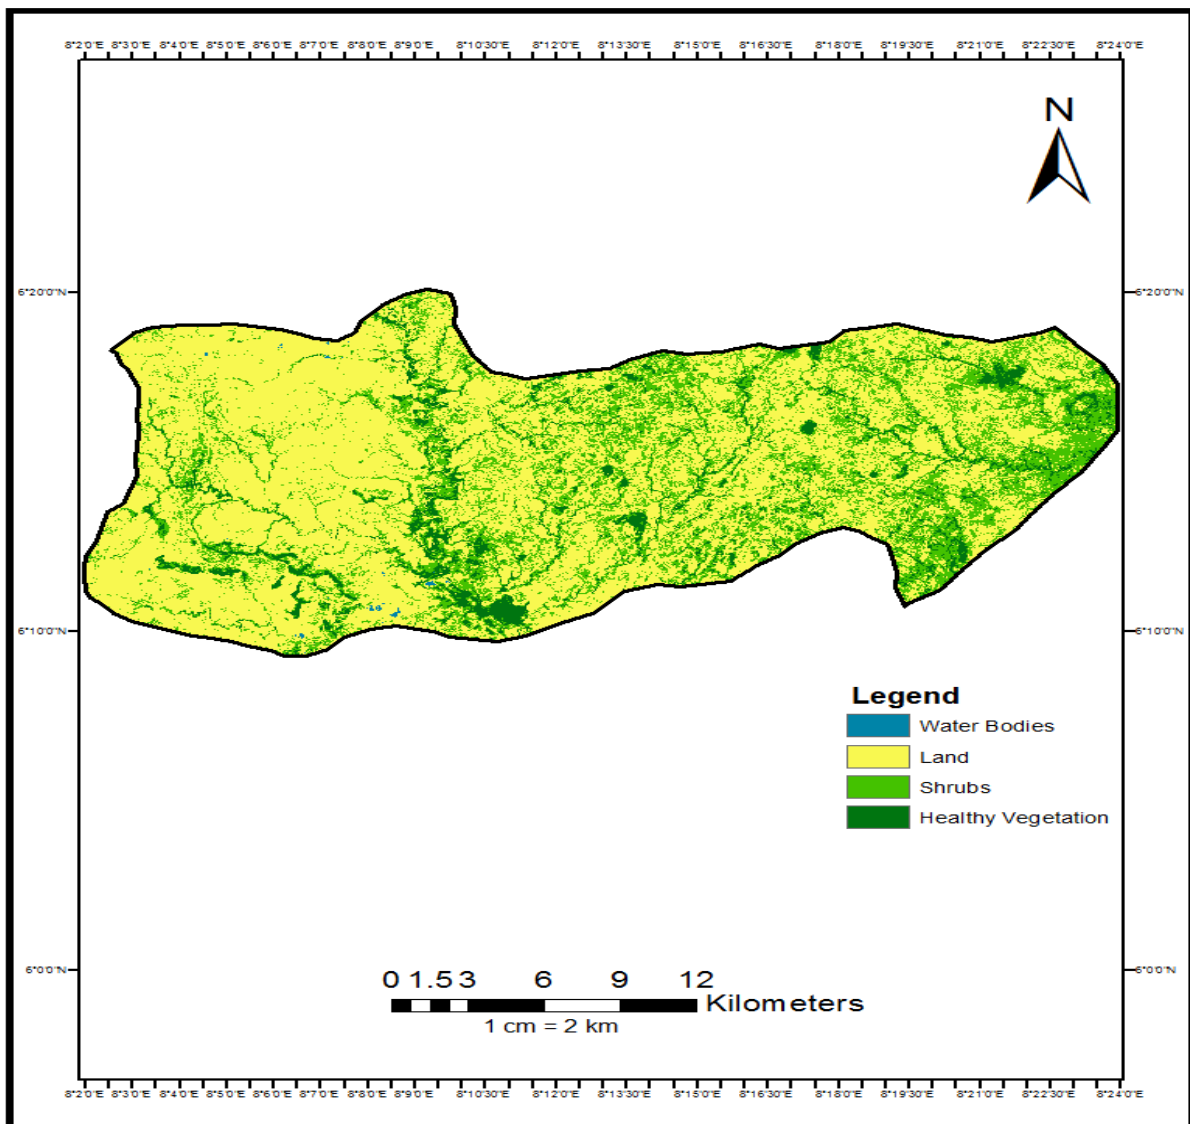 8°2'0"E 8°3'0"E 8°4'0"E 8°5'0"E 8°6'0"E 8°7'0"E 8°8'0"E 8°9'0"E 8°10'30"E 8°12'0"E 8°13'30"E 8°15'0"E 8°16'30"E 8°18'0"E 8°19'30"E 8°21'0"E 8°22'30"E 8°24'0"E
N
6°20'0"N 6°20'0"N
6°10'0"N 6°10'0"N
Legend
Water Bodies
Land
Shrubs
Healthy Vegetation
6°0'0"N 6°0'0"N
0 1.5 3 6 9 12
Kilometers
1 cm = 2 km
8°2'0"E 8°3'0"E 8°4'0"E 8°5'0"E 8°6'0"E 8°7'0"E 8°8'0"E 8°9'0"E 8°10'30"E 8°12'0"E 8°13'30"E 8°15'0"E 8°16'30"E 8°18'0"E 8°19'30"E 8°21'0"E 8°22'30"E 8°24'0"E